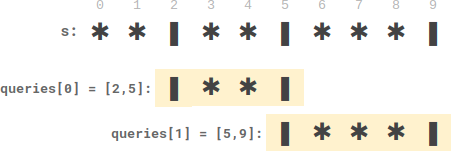 0 1 2 3 4 5 6 7 8 9
s: * * | * * | * * * |
queries[0] = [2,5]: | * * |
queries[1] = [5,9]: | * * * |